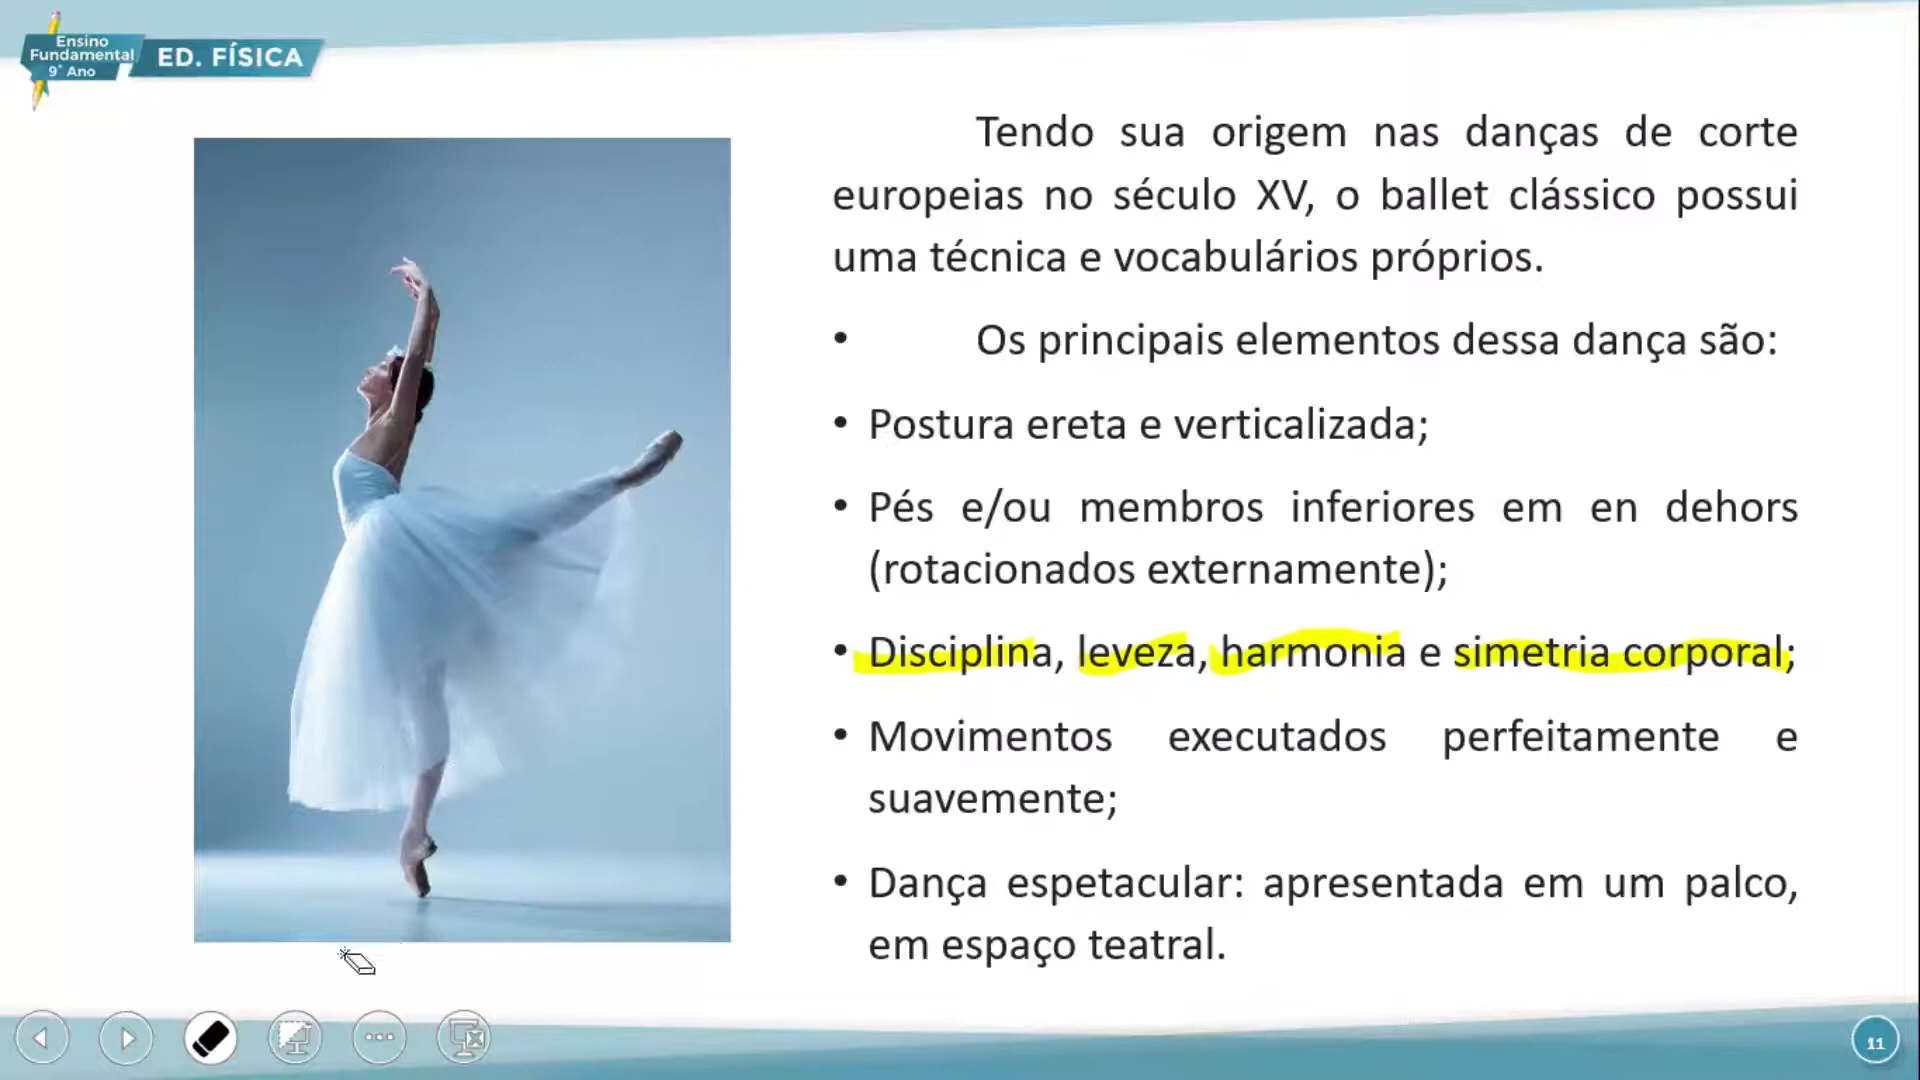 Ensino
Fundamental
9° Ano
ED. FÍSICA
Tendo sua origem nas danças de corte
europeias no século XV, o ballet clássico possui
uma técnica e vocabulários próprios.
• Os principais elementos dessa dança são:
• Postura ereta e verticalizada;
• Pés e/ou membros inferiores em en dehors
(rotacionados externamente);
• Disciplina, leveza, harmonia e simetria corporal;
• Movimentos executados perfeitamente e
suavemente;
• Dança espetacular: apresentada em um palco,
em espaço teatral.
11